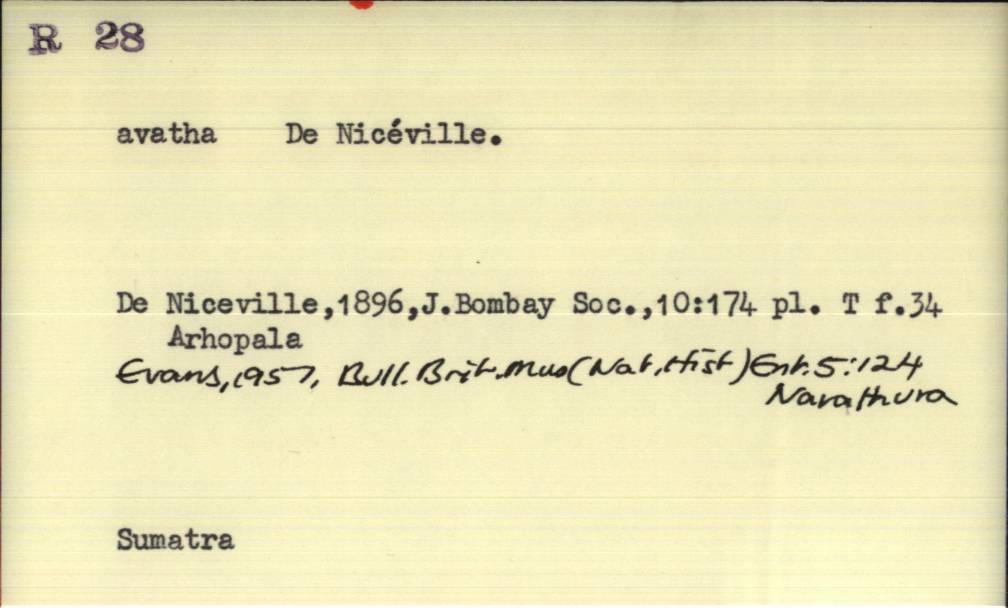 R 28
avatha De Nicéville.
De Niceville,1896,J.Bombay Soc.,10:174 pl. T f.34
Arhopala
Evans,1957, Bull.Brit.Mus(Nat.Hist)Ent.5:124
Narathura
Sumatra